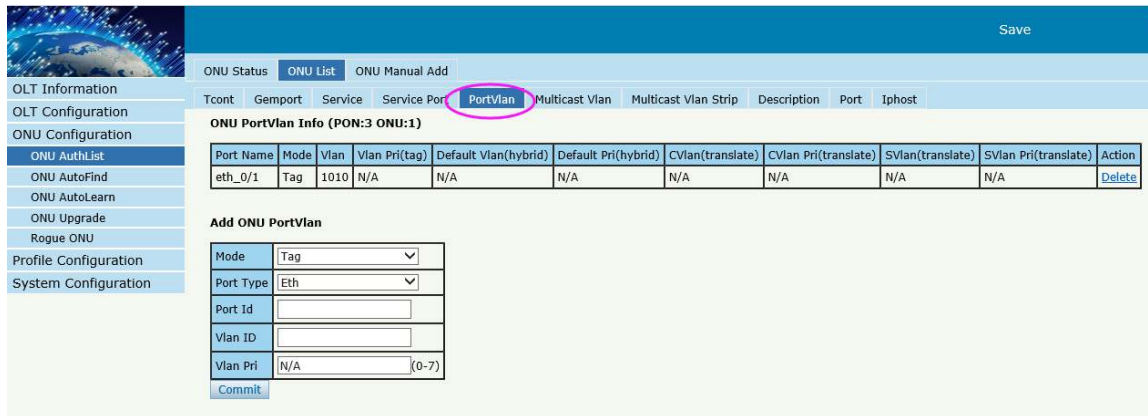 Save
ONU Status ONU List ONU Manual Add
OLT Information
OLT Configuration
ONU Configuration
ONU AuthList
ONU AutoFind
ONU AutoLearn
ONU Upgrade
Rogue ONU
Profile Configuration
System Configuration
Tcont Gemport Service Service Port PortVlan Multicast Vlan Multicast Vlan Strip Description Port Iphost
ONU PortVlan Info (PON:3 ONU:1)
Port Name Mode Vlan Vlan Pri(tag) Default Vlan(hybrid) Default Pri(hybrid) CVlan(translate) CVlan Pri(translate) SVlan(translate) SVlan Pri(translate) Action
eth_0/1 Tag 1010 N/A N/A N/A N/A N/A N/A N/A Delete
Add ONU PortVlan
Mode Tag
Port Type Eth
Port Id
Vlan ID
Vlan Pri N/A (0-7)
Commit